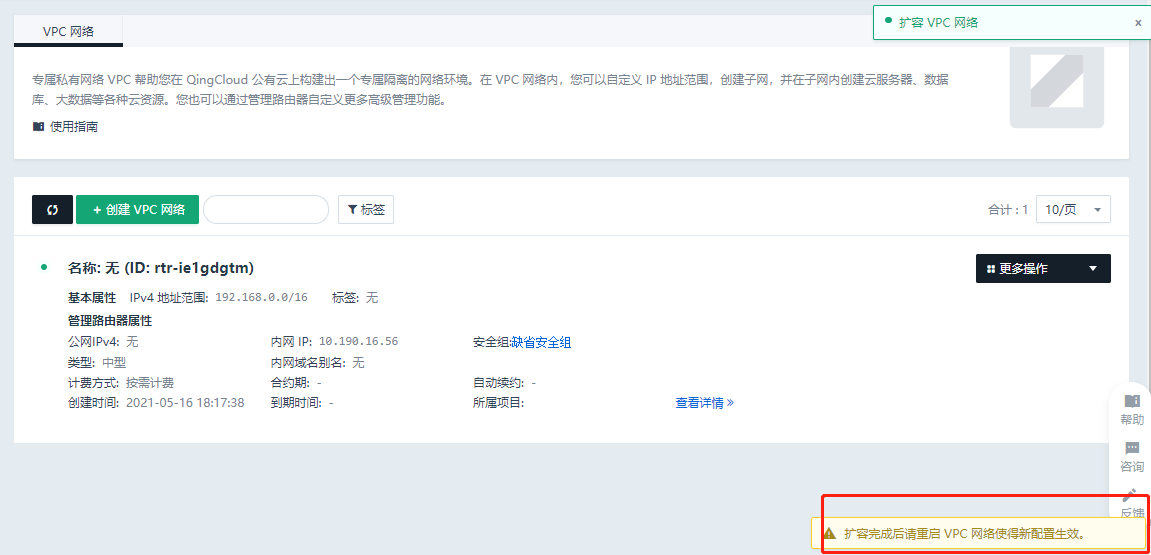 VPC 网络
扩容 VPC 网络 ×
专属私有网络 VPC 帮助您在 QingCloud 公有云上构建出一个专属隔离的网络环境。在 VPC 网络内，您可以自定义 IP 地址范围，创建子网，并在子网内创建云服务器、数据
库、大数据等各种云资源。您也可以通过管理路由器自定义更多高级管理功能。
使用指南
+ 创建 VPC 网络 标签 合计 : 1 10/页
名称: 无 (ID: rtr-ie1gdgtm) 更多操作
基本属性 IPv4 地址范围: 192.168.0.0/16 标签: 无
管理路由器属性
公网IPv4: 无 内网 IP: 10.190.16.56 安全组:缺省安全组
类型: 中型 内网域名别名: 无
计费方式: 按需计费 合约期: - 自动续约: -
创建时间: 2021-05-16 18:17:38 到期时间: - 所属项目: 查看详情 »
帮助
咨询
反馈
扩容完成后请重启 VPC 网络使得新配置生效。